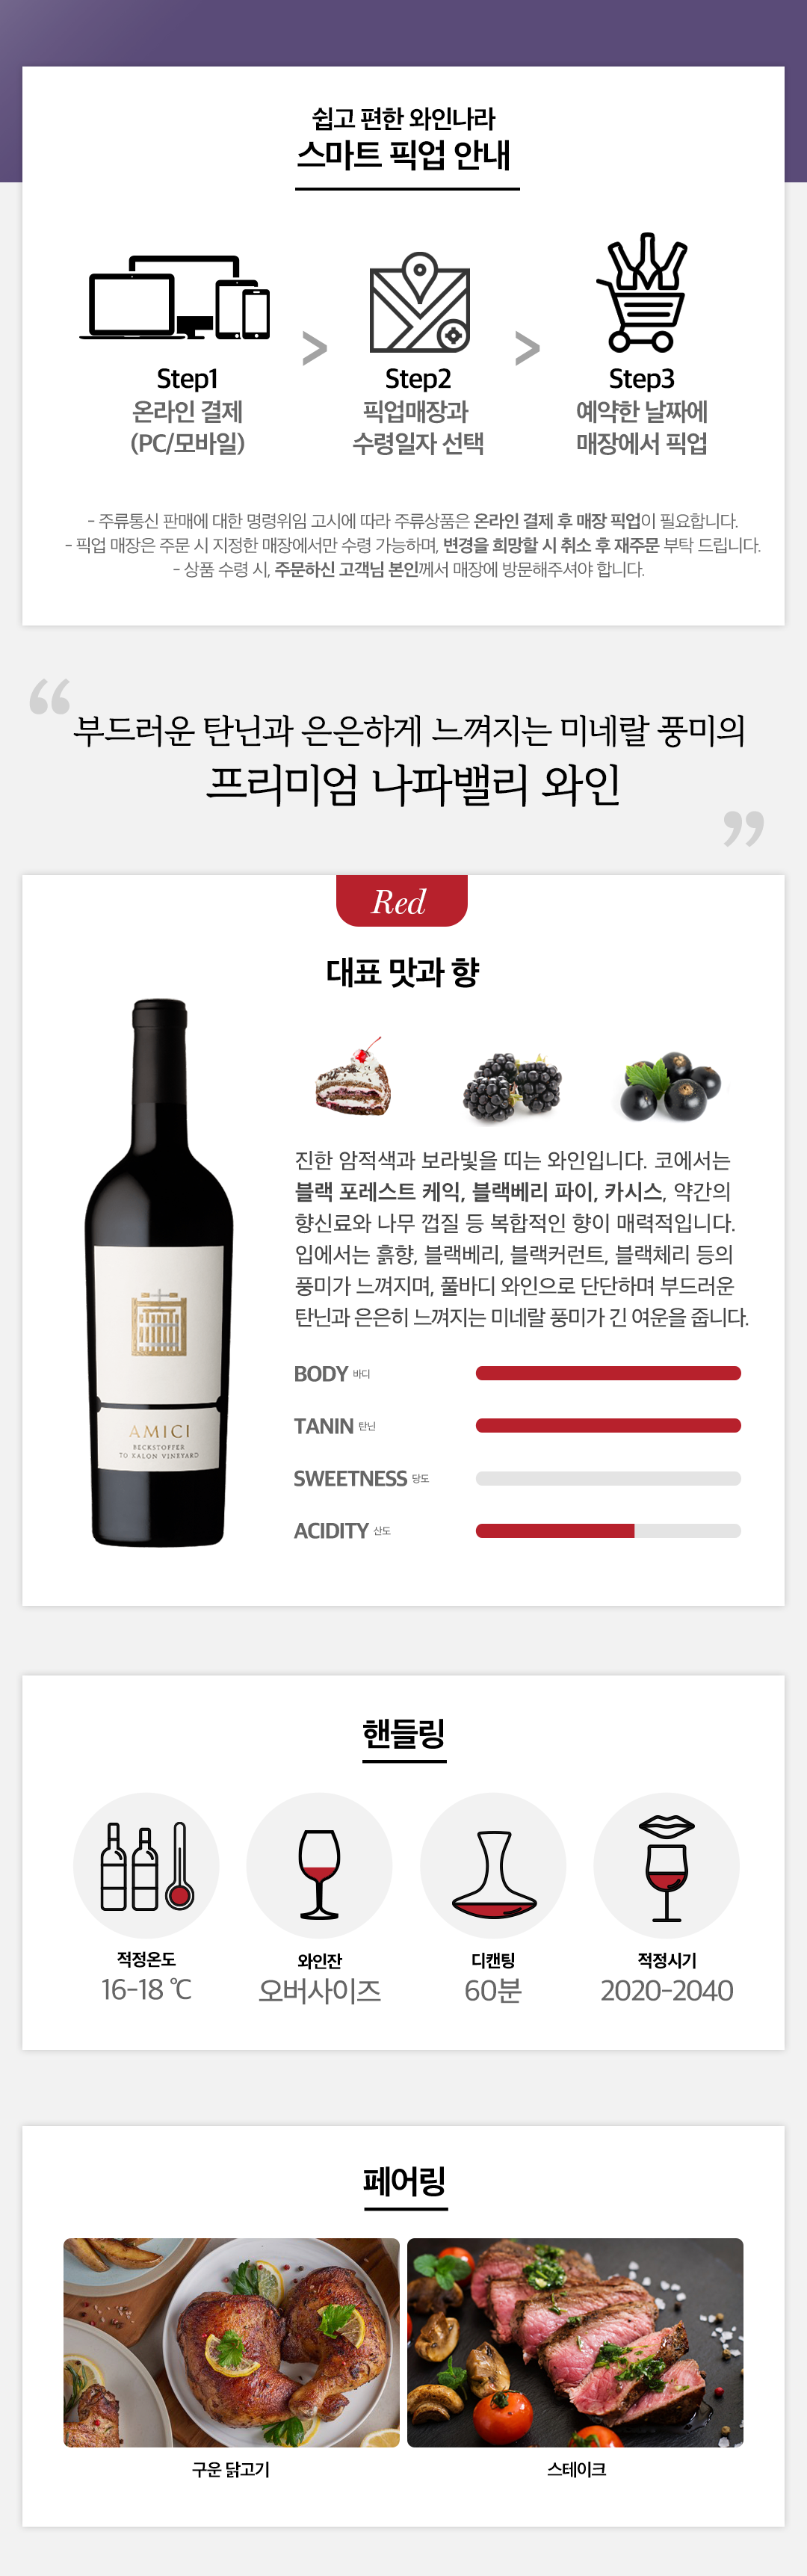 쉽고 편한 와인나라
스마트 픽업 안내
Step1
온라인 결제
(PC/모바일)
>
Step2
픽업매장과
수령일자 선택
>
Step3
예약한 날짜에
매장에서 픽업
- 주류통신 판매에 대한 명령위임 고시에 따라 주류상품은 온라인 결제 후 매장 픽업이 필요합니다.
- 픽업 매장은 주문 시 지정한 매장에서만 수령 가능하며, 변경을 희망할 시 취소 후 재주문 부탁 드립니다.
- 상품 수령 시, 주문하신 고객님 본인께서 매장에 방문해주셔야 합니다.
“부드러운 탄닌과 은은하게 느껴지는 미네랄 풍미의
프리미엄 나파밸리 와인”
Red
대표 맛과 향
진한 암적색과 보라빛을 띠는 와인입니다. 코에서는
블랙 포레스트 케익, 블랙베리 파이, 카시스, 약간의
향신료와 나무 껍질 등 복합적인 향이 매력적입니다.
입에서는 흙향, 블랙베리, 블랙커런트, 블랙체리 등의
풍미가 느껴지며, 풀바디 와인으로 단단하며 부드러운
탄닌과 은은히 느껴지는 미네랄 풍미가 긴 여운을 줍니다.
AMICI
BECKSTOFFER
TO KALON VINEYARD
BODY 바디
TANIN 탄닌
SWEETNESS 당도
ACIDITY 산도
핸들링
적정온도
16-18 ℃
와인잔
오버사이즈
디캔팅
60분
적정시기
2020-2040
페어링
구운 닭고기
스테이크